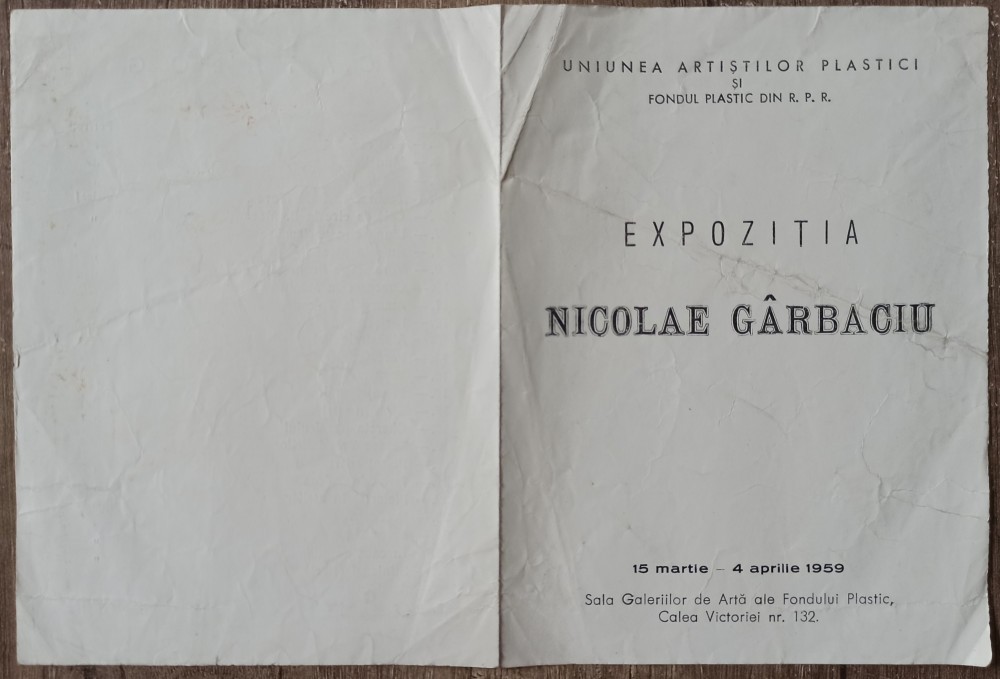 UNIUNEA ARTIȘTILOR PLASTICI
ȘI
FONDUL PLASTIC DIN R. P. R.
EXPOZIȚIA
NICOLAE GÂRBACIU
15 martie – 4 aprilie 1959
Sala Galeriilor de Artă ale Fondului Plastic,
Calea Victoriei nr. 132.